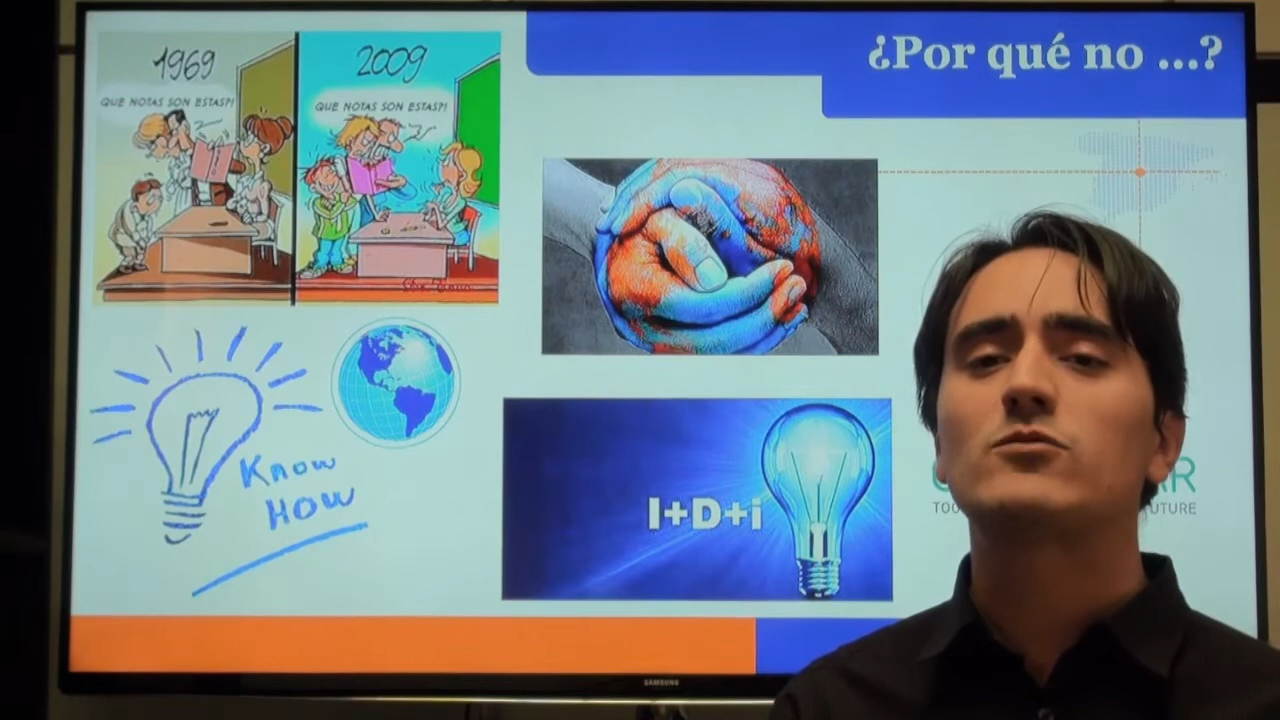 ¿Por qué no ...?
1969
QUE NOTAS SON ESTAS?!
2009
QUE NOTAS SON ESTAS?!
Know
How
I+D+i
SAMSUNG